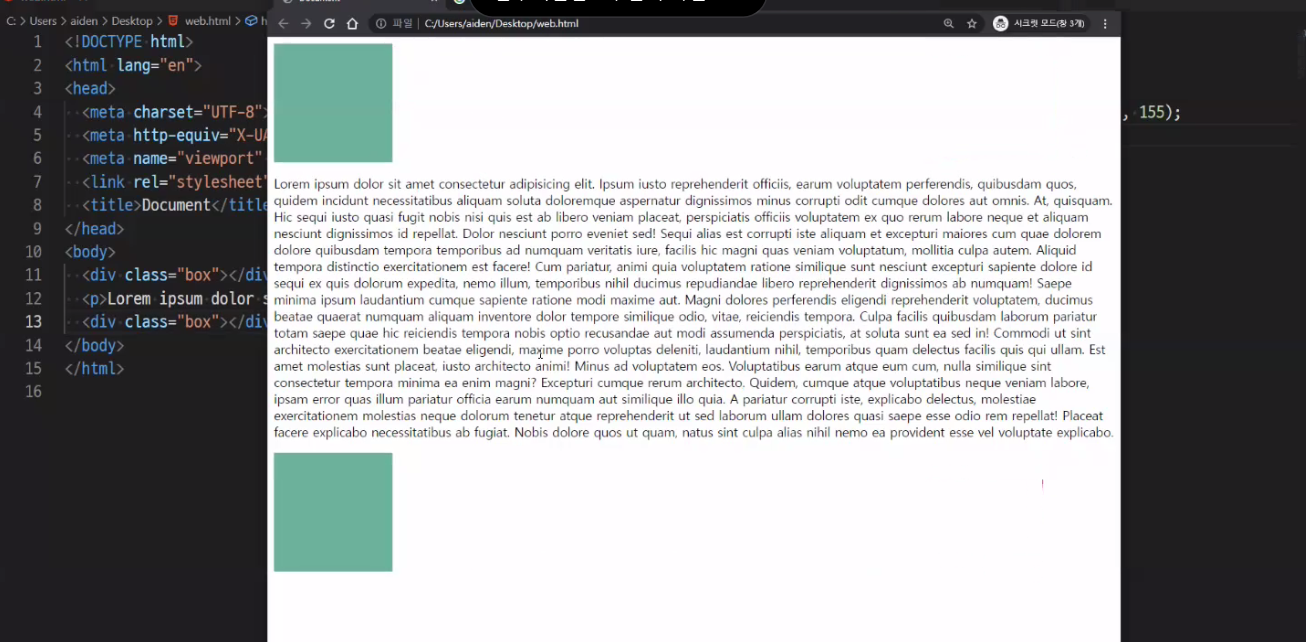 C: > Users > aiden > Desktop > web.html >
파일 | C:/Users/aiden/Desktop/web.html
시크릿 모드(창 3개)
1 <!DOCTYPE html>
2 <html lang="en">
3 <head>
4 <meta charset="UTF-8">
, 155);
5 <meta http-equiv="X-UA
6 <meta name="viewport"
7 <link rel="stylesheet"
8 <title>Document</title
9 </head>
10 <body>
11 <div class="box"></div
12 <p>Lorem ipsum dolor s
13 <div class="box"></div
14 </body>
15 </html>
16
Lorem ipsum dolor sit amet consectetur adipisicing elit. Ipsum iusto reprehenderit officiis, earum voluptatem perferendis, quibusdam quos,
quidem incidunt necessitatibus aliquam soluta doloremque aspernatur dignissimos minus corrupti odit cumque dolores aut omnis. At, quisquam.
Hic sequi iusto quasi fugit nobis nisi quis est ab libero veniam placeat, perspiciatis officiis voluptatem ex quo rerum labore neque et aliquam
nesciunt dignissimos id repellat. Dolor nesciunt porro eveniet sed! Sequi alias est corrupti iste aliquam et excepturi maiores cum quae dolorem
dolore quibusdam tempora temporibus ad numquam veritatis iure, facilis hic magni quas veniam voluptatum, mollitia culpa autem. Aliquid
tempora distinctio exercitationem est facere! Cum pariatur, animi quia voluptatem ratione similique sunt nesciunt excepturi sapiente dolore id
sequi ex quis dolorum expedita, nemo illum, temporibus nihil ducimus repudiandae libero reprehenderit dignissimos ab numquam! Saepe
minima ipsum laudantium cumque sapiente ratione modi maxime aut. Magni dolores perferendis eligendi reprehenderit voluptatem, ducimus
beatae quaerat numquam aliquam inventore dolor tempore similique odio, vitae, reiciendis tempora. Culpa facilis quibusdam laborum pariatur
totam saepe quae hic reiciendis tempora nobis optio recusandae aut modi assumenda perspiciatis, at soluta sunt ea sed in! Commodi ut sint
architecto exercitationem beatae eligendi, maxime porro voluptas deleniti, laudantium nihil, temporibus quam delectus facilis quis qui ullam. Est
amet molestias sunt placeat, iusto architecto animi! Minus ad voluptatem eos. Voluptatibus earum atque eum cum, nulla similique sint
consectetur tempora minima ea enim magni? Excepturi cumque rerum architecto. Quidem, cumque atque voluptatibus neque veniam labore,
ipsam error quas illum pariatur officia earum numquam aut similique illo quia. A pariatur corrupti iste, explicabo delectus, molestiae
exercitationem molestias neque dolorum tenetur atque reprehenderit ut sed laborum ullam dolores quasi saepe esse odio rem repellat! Placeat
facere explicabo necessitatibus ab fugiat. Nobis dolore quos ut quam, natus sint culpa alias nihil nemo ea provident esse vel voluptate explicabo.